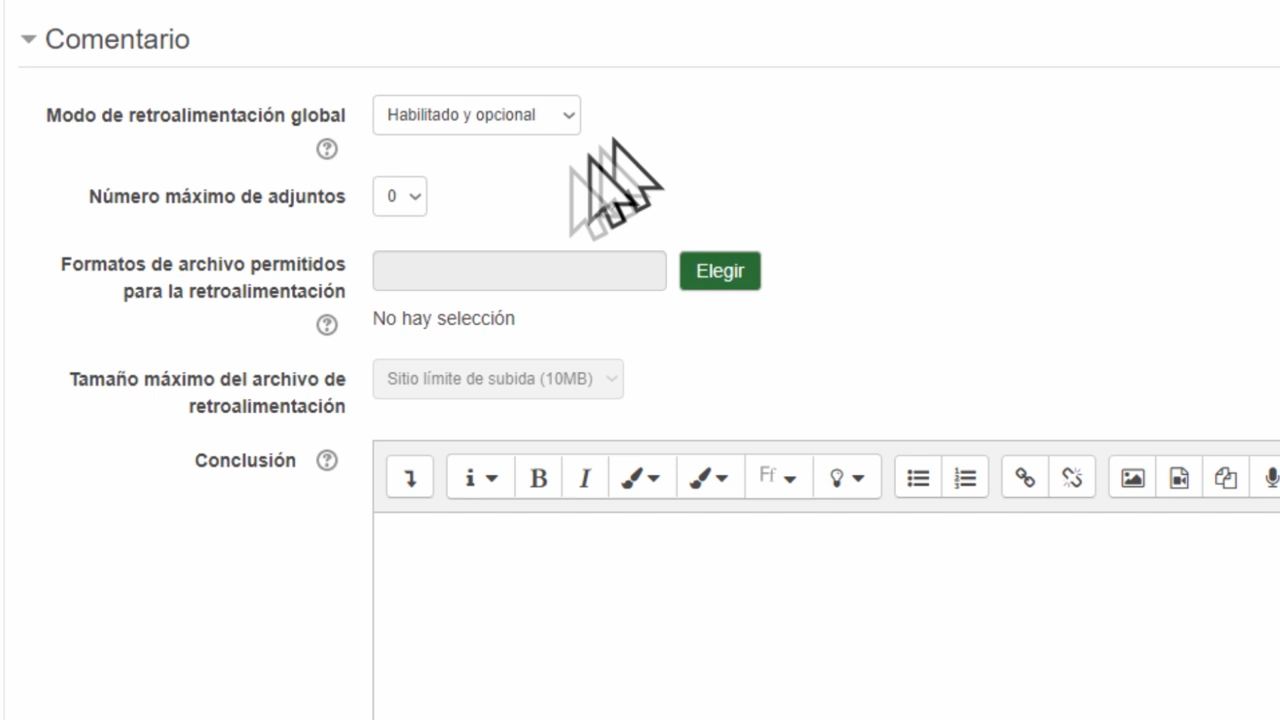 Comentario
Modo de retroalimentación global
Habilitado y opcional
Número máximo de adjuntos
0
Formatos de archivo permitidos
para la retroalimentación
Elegir
No hay selección
Tamaño máximo del archivo de
retroalimentación
Sitio límite de subida (10MB)
Conclusión
B I Ff